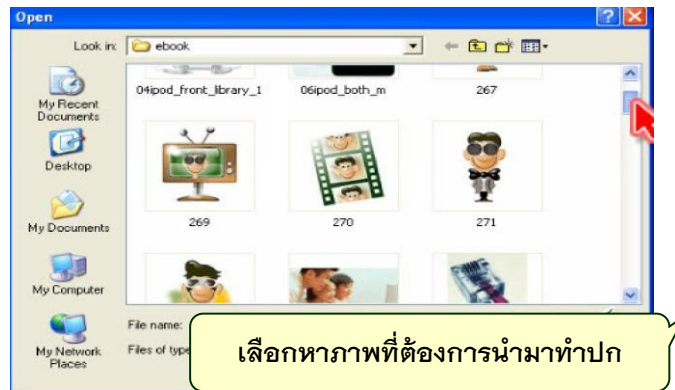 Open
Look in:
ebook
My Recent
Documents
Desktop
My Documents
My Computer
My Network
Places
04ipod_front_library_1
06ipod_both_m
267
269
270
271
File name:
Files of type
เลือกหาภาพที่ต้องการนำมาทำปก